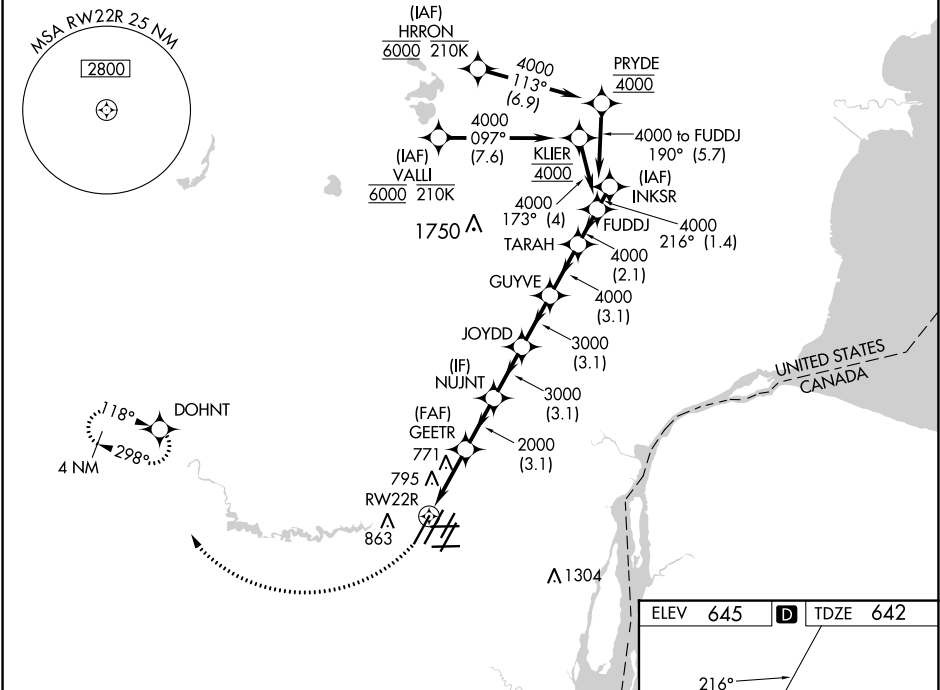 MSA RW22R 25 NM
2800
(IAF)
HRRON
6000 210K
4000
113°
(6.9)
PRYDE
4000
4000
097°
(7.6)
4000 to FUDDJ
190° (5.7)
(IAF)
VALLI
6000 210K
KLIER
4000
(IAF)
INKSR
4000
173° (4)
FUDDJ
4000
216° (1.4)
1750
TARAH
4000
(2.1)
GUYVE
4000
(3.1)
JOYDD
3000
(3.1)
UNITED STATES
CANADA
(IF)
NUJNT
3000
(3.1)
118°
DOHNT
298°
4 NM
(FAF)
GEETR
2000
(3.1)
771
795
RW22R
863
1304
ELEV 645 D TDZE 642
216°